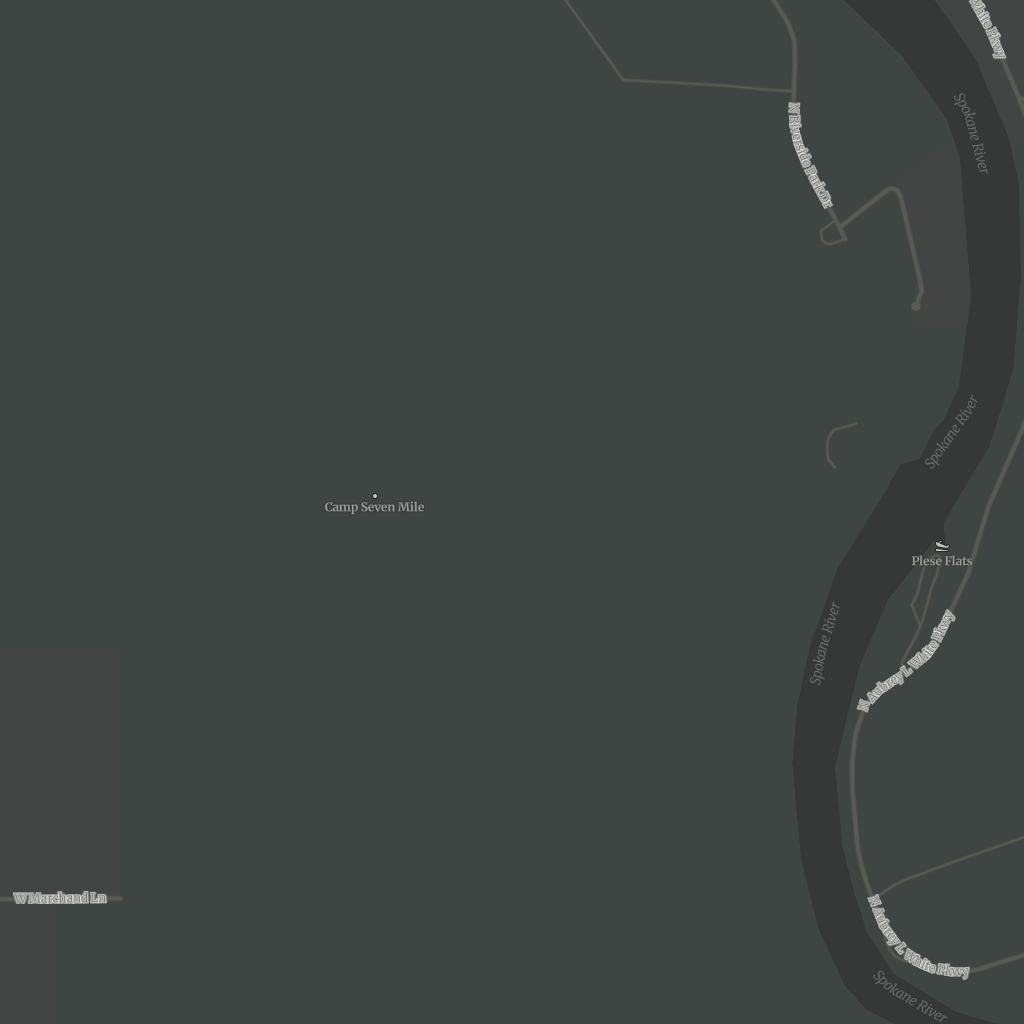 White Pkwy
Spokane River
N Riverside Park Dr
Spokane River
Camp Seven Mile
Plese Flats
Spokane River
N Aubrey L White Pkwy
W Marchand Ln
N Aubrey L White Pkwy
Spokane River